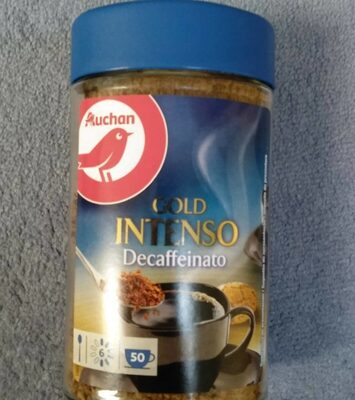 Auchan
GOLD
INTENSO
Decaffeinato
6
50